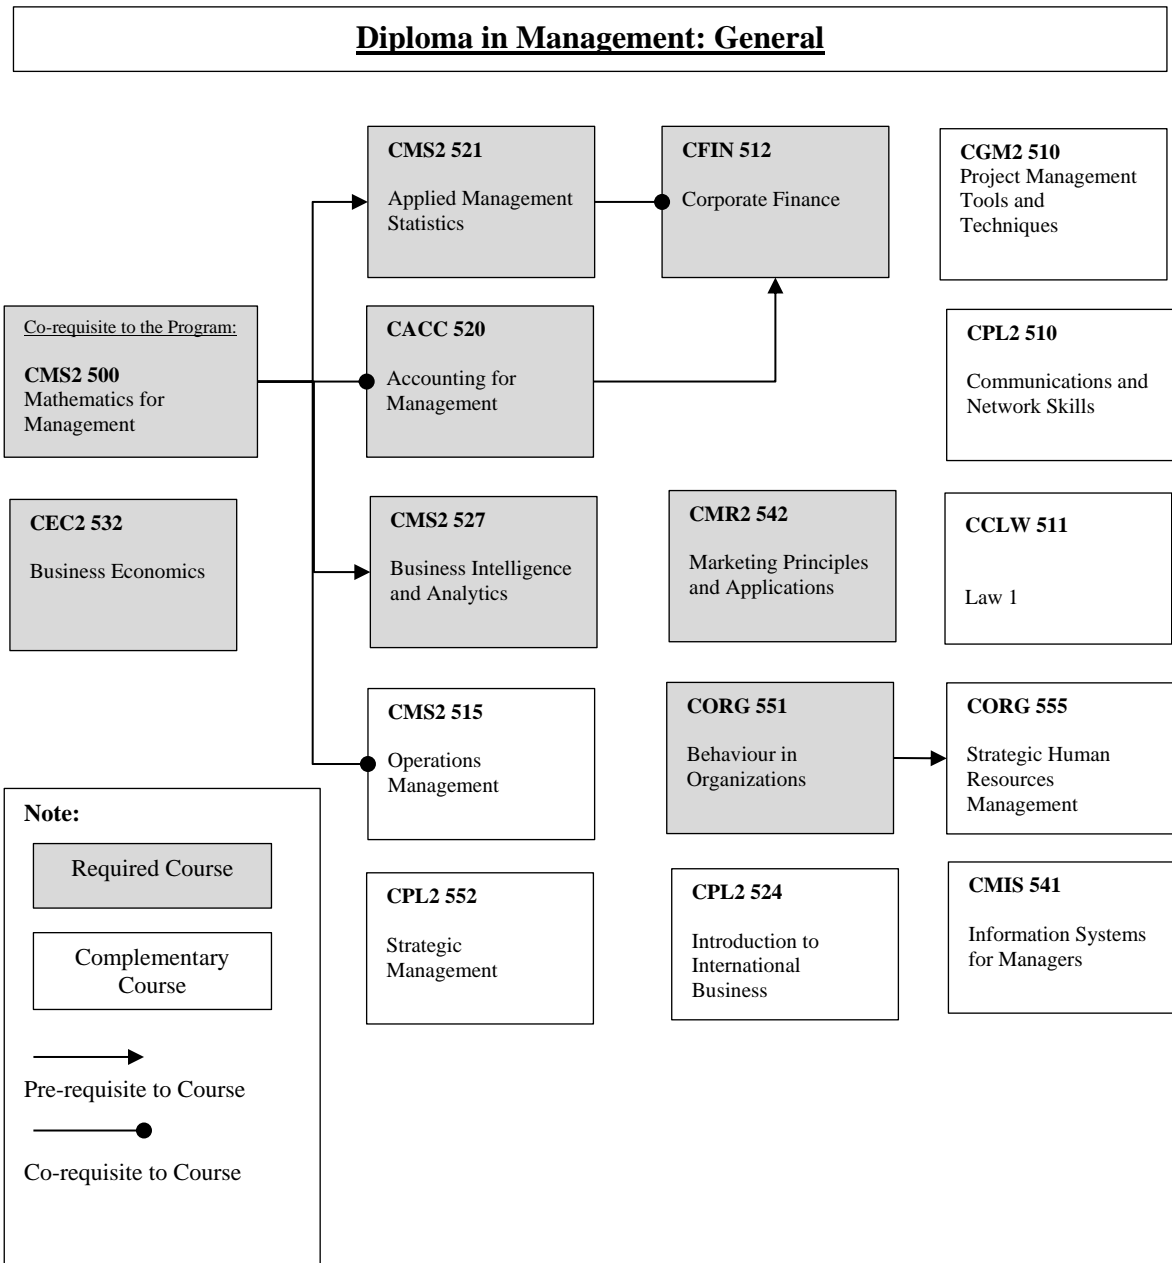 Diploma in Management: General
CMS2 521
Applied Management
Statistics
CFIN 512
Corporate Finance
CGM2 510
Project Management
Tools and
Techniques
Co-requisite to the Program:
CMS2 500
Mathematics for
Management
CACC 520
Accounting for
Management
CPL2 510
Communications and
Network Skills
CEC2 532
Business Economics
CMS2 527
Business Intelligence
and Analytics
CMR2 542
Marketing Principles
and Applications
CCLW 511
Law 1
CMS2 515
Operations
Management
CORG 551
Behaviour in
Organizations
CORG 555
Strategic Human
Resources
Management
Note:
Required Course
Complementary
Course
Pre-requisite to Course
Co-requisite to Course
CPL2 552
Strategic
Management
CPL2 524
Introduction to
International
Business
CMIS 541
Information Systems
for Managers